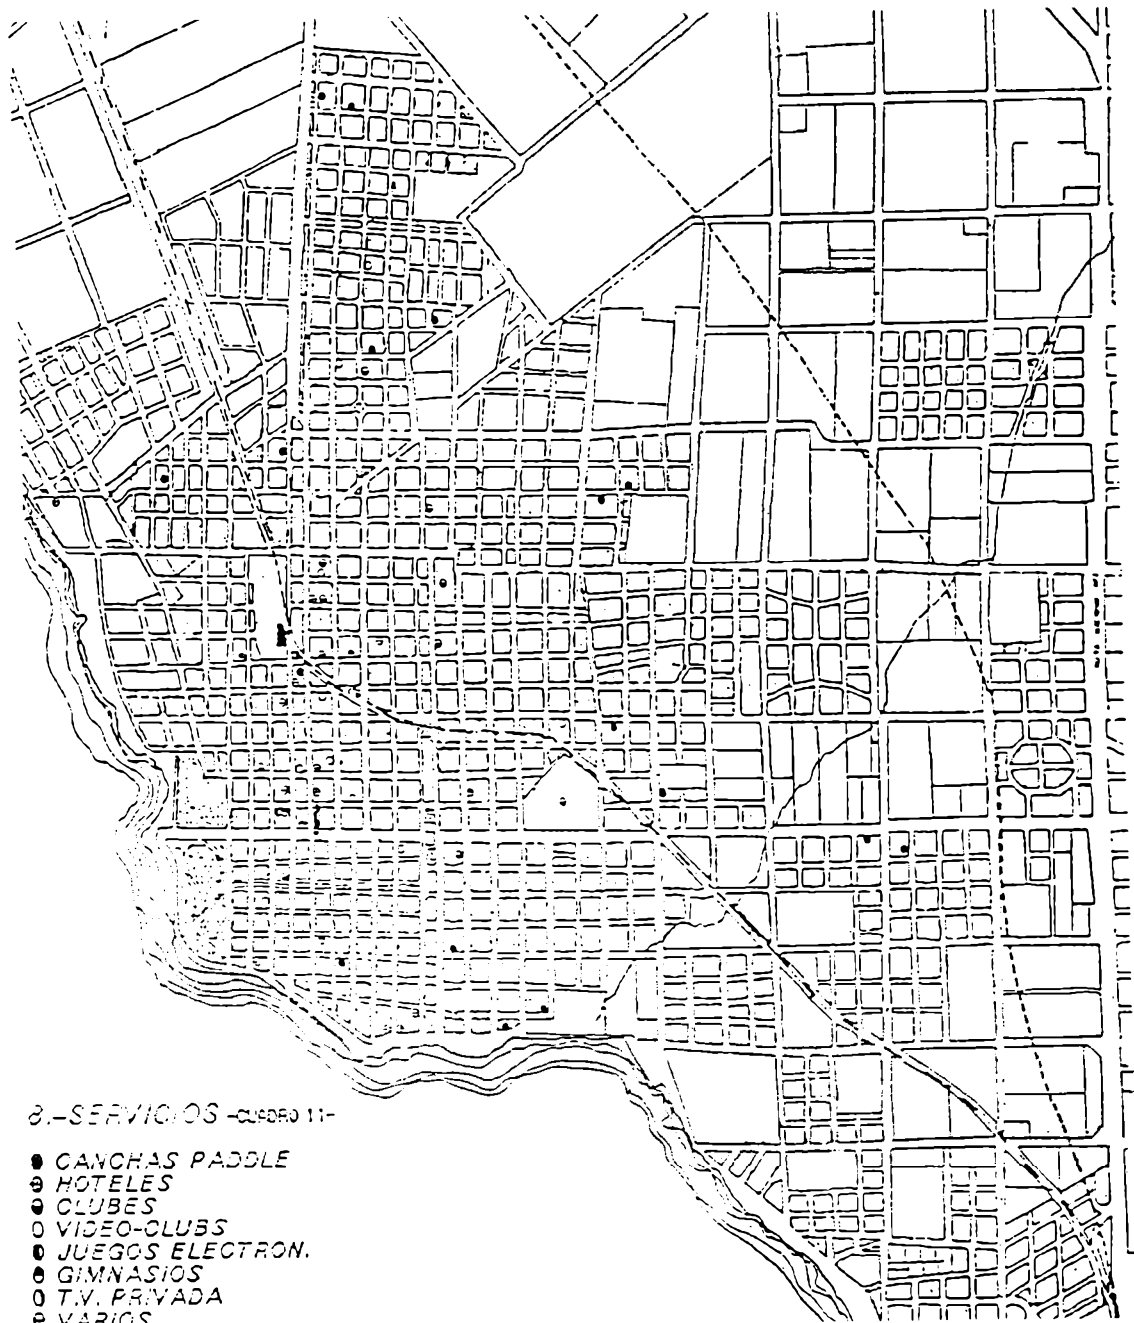 8.-SERVICIOS -CUADRO 11-
CANCHAS PADDLE
HOTELES
CLUBES
VIDEO-CLUBS
JUEGOS ELECTRON.
GIMNASIOS
T.V. PRIVADA
VARIOS